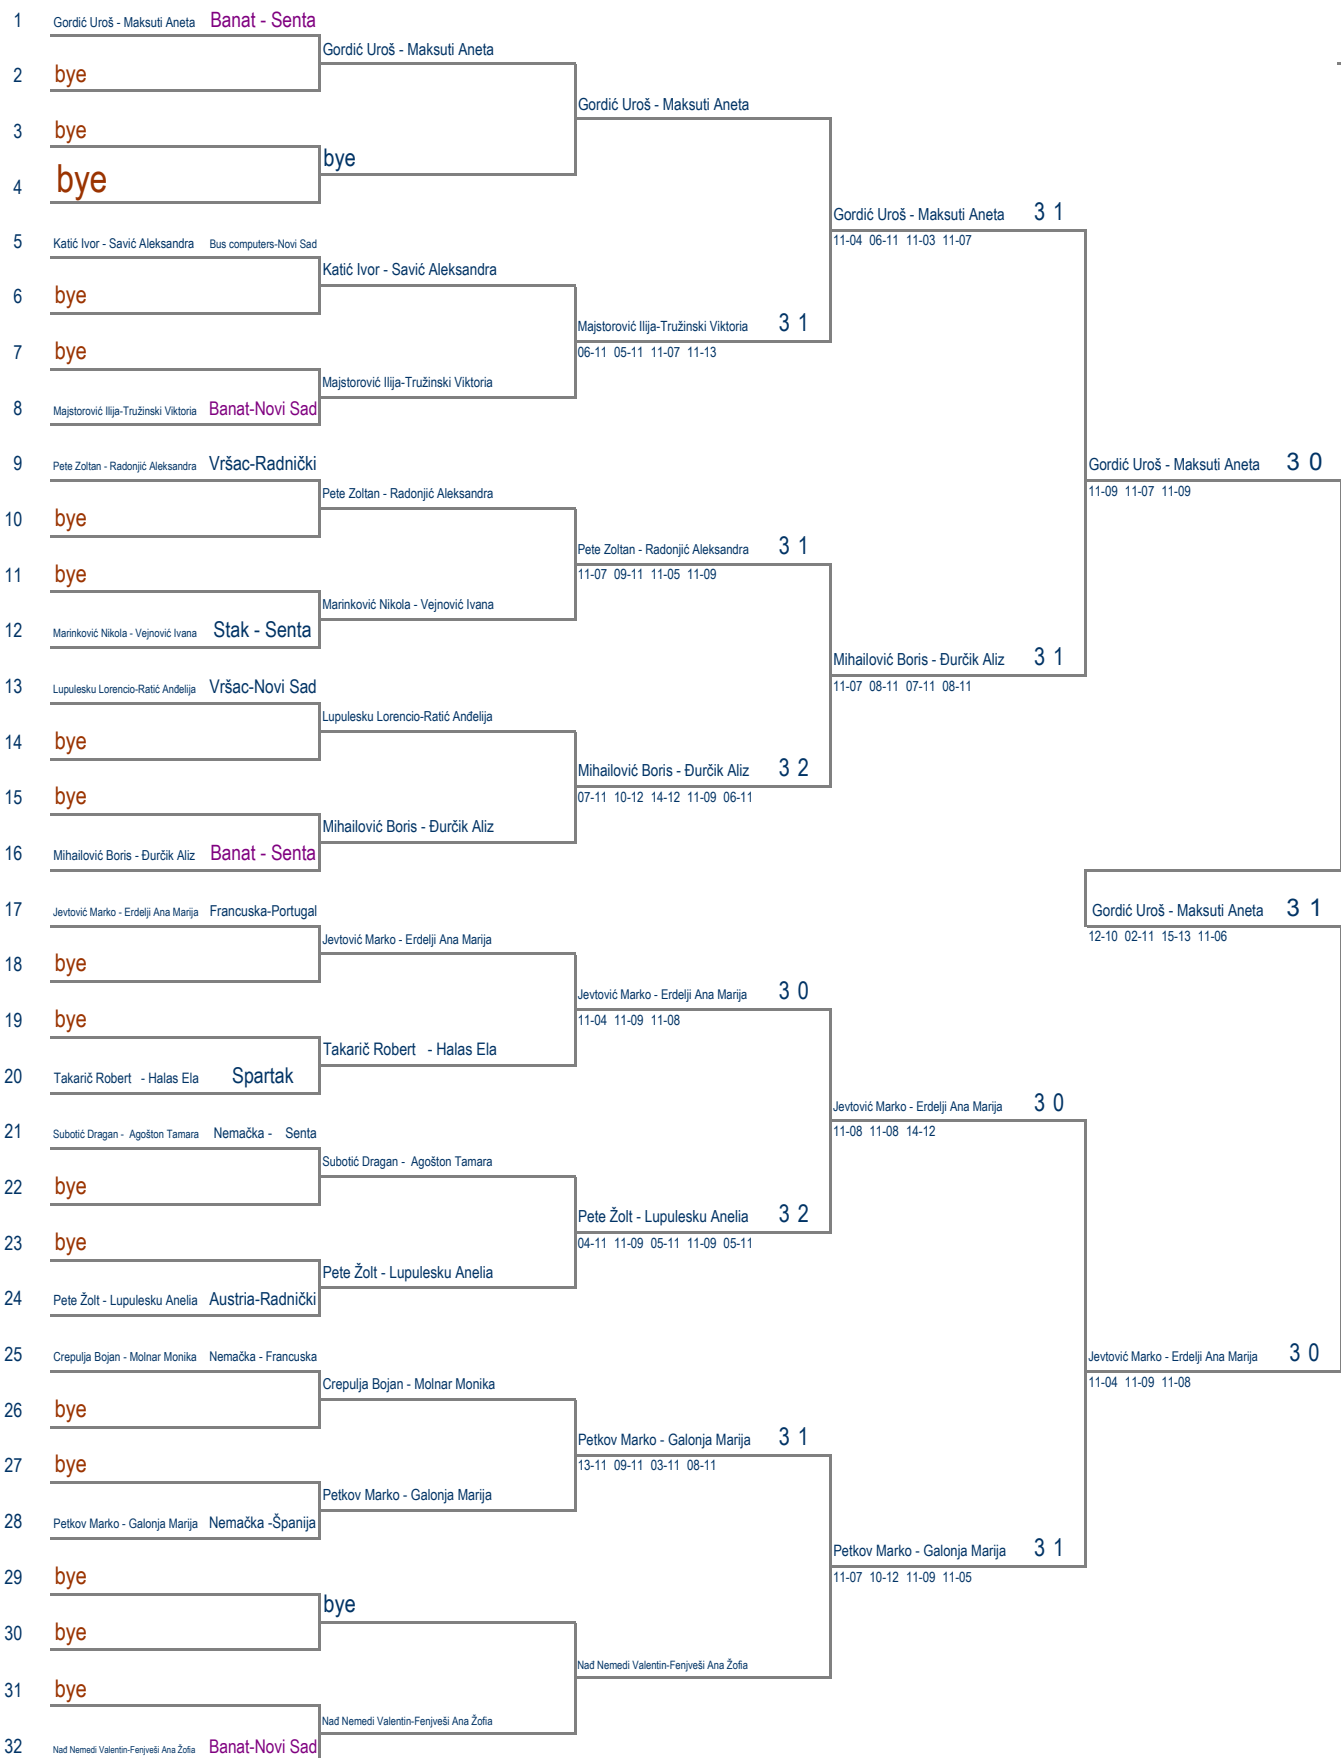 1 Gordić Uroš - Maksuti Aneta Banat - Senta
Gordić Uroš - Maksuti Aneta
2 bye
Gordić Uroš - Maksuti Aneta
3 bye
bye
4 bye
Gordić Uroš - Maksuti Aneta 3 1
11-04 06-11 11-03 11-07
5 Katić Ivor - Savić Aleksandra Bus computers-Novi Sad
Katić Ivor - Savić Aleksandra
6 bye
Majstorović Ilija-Tružinski Viktoria 3 1
06-11 05-11 11-07 11-13
7 bye
Majstorović Ilija-Tružinski Viktoria
8 Majstorović Ilija-Tružinski Viktoria Banat-Novi Sad
9 Pete Zoltan - Radonjić Aleksandra Vršac-Radnički
Gordić Uroš - Maksuti Aneta 3 0
11-09 11-07 11-09
Pete Zoltan - Radonjić Aleksandra
10 bye
Pete Zoltan - Radonjić Aleksandra 3 1
11-07 09-11 11-05 11-09
11 bye
Marinković Nikola - Vejnović Ivana
12 Marinković Nikola - Vejnović Ivana Stak - Senta
Mihailović Boris - Đurčik Aliz 3 1
11-07 08-11 07-11 08-11
13 Lupulesku Lorencio-Ratić Anđelija Vršac-Novi Sad
Lupulesku Lorencio-Ratić Anđelija
14 bye
Mihailović Boris - Đurčik Aliz 3 2
07-11 10-12 14-12 11-09 06-11
15 bye
Mihailović Boris - Đurčik Aliz
16 Mihailović Boris - Đurčik Aliz Banat - Senta
17 Jevtović Marko - Erdelji Ana Marija Francuska-Portugal
Gordić Uroš - Maksuti Aneta 3 1
12-10 02-11 15-13 11-06
Jevtović Marko - Erdelji Ana Marija
18 bye
Jevtović Marko - Erdelji Ana Marija 3 0
11-04 11-09 11-08
19 bye
Takarič Robert - Halas Ela
20 Takarič Robert - Halas Ela Spartak
Jevtović Marko - Erdelji Ana Marija 3 0
11-08 11-08 14-12
21 Subotić Dragan - Agošton Tamara Nemačka - Senta
Subotić Dragan - Agošton Tamara
22 bye
Pete Žolt - Lupulesku Anelia 3 2
04-11 11-09 05-11 11-09 05-11
23 bye
Pete Žolt - Lupulesku Anelia
24 Pete Žolt - Lupulesku Anelia Austria-Radnički
25 Crepulja Bojan - Molnar Monika Nemačka - Francuska
Jevtović Marko - Erdelji Ana Marija 3 0
11-04 11-09 11-08
Crepulja Bojan - Molnar Monika
26 bye
Petkov Marko - Galonja Marija 3 1
13-11 09-11 03-11 08-11
27 bye
Petkov Marko - Galonja Marija
28 Petkov Marko - Galonja Marija Nemačka -Španija
Petkov Marko - Galonja Marija 3 1
11-07 10-12 11-09 11-05
29 bye
bye
30 bye
Nađ Nemedi Valentin-Fenjveši Ana Žofia
31 bye
Nađ Nemedi Valentin-Fenjveši Ana Žofia
32 Nađ Nemedi Valentin-Fenjveši Ana Žofia Banat-Novi Sad